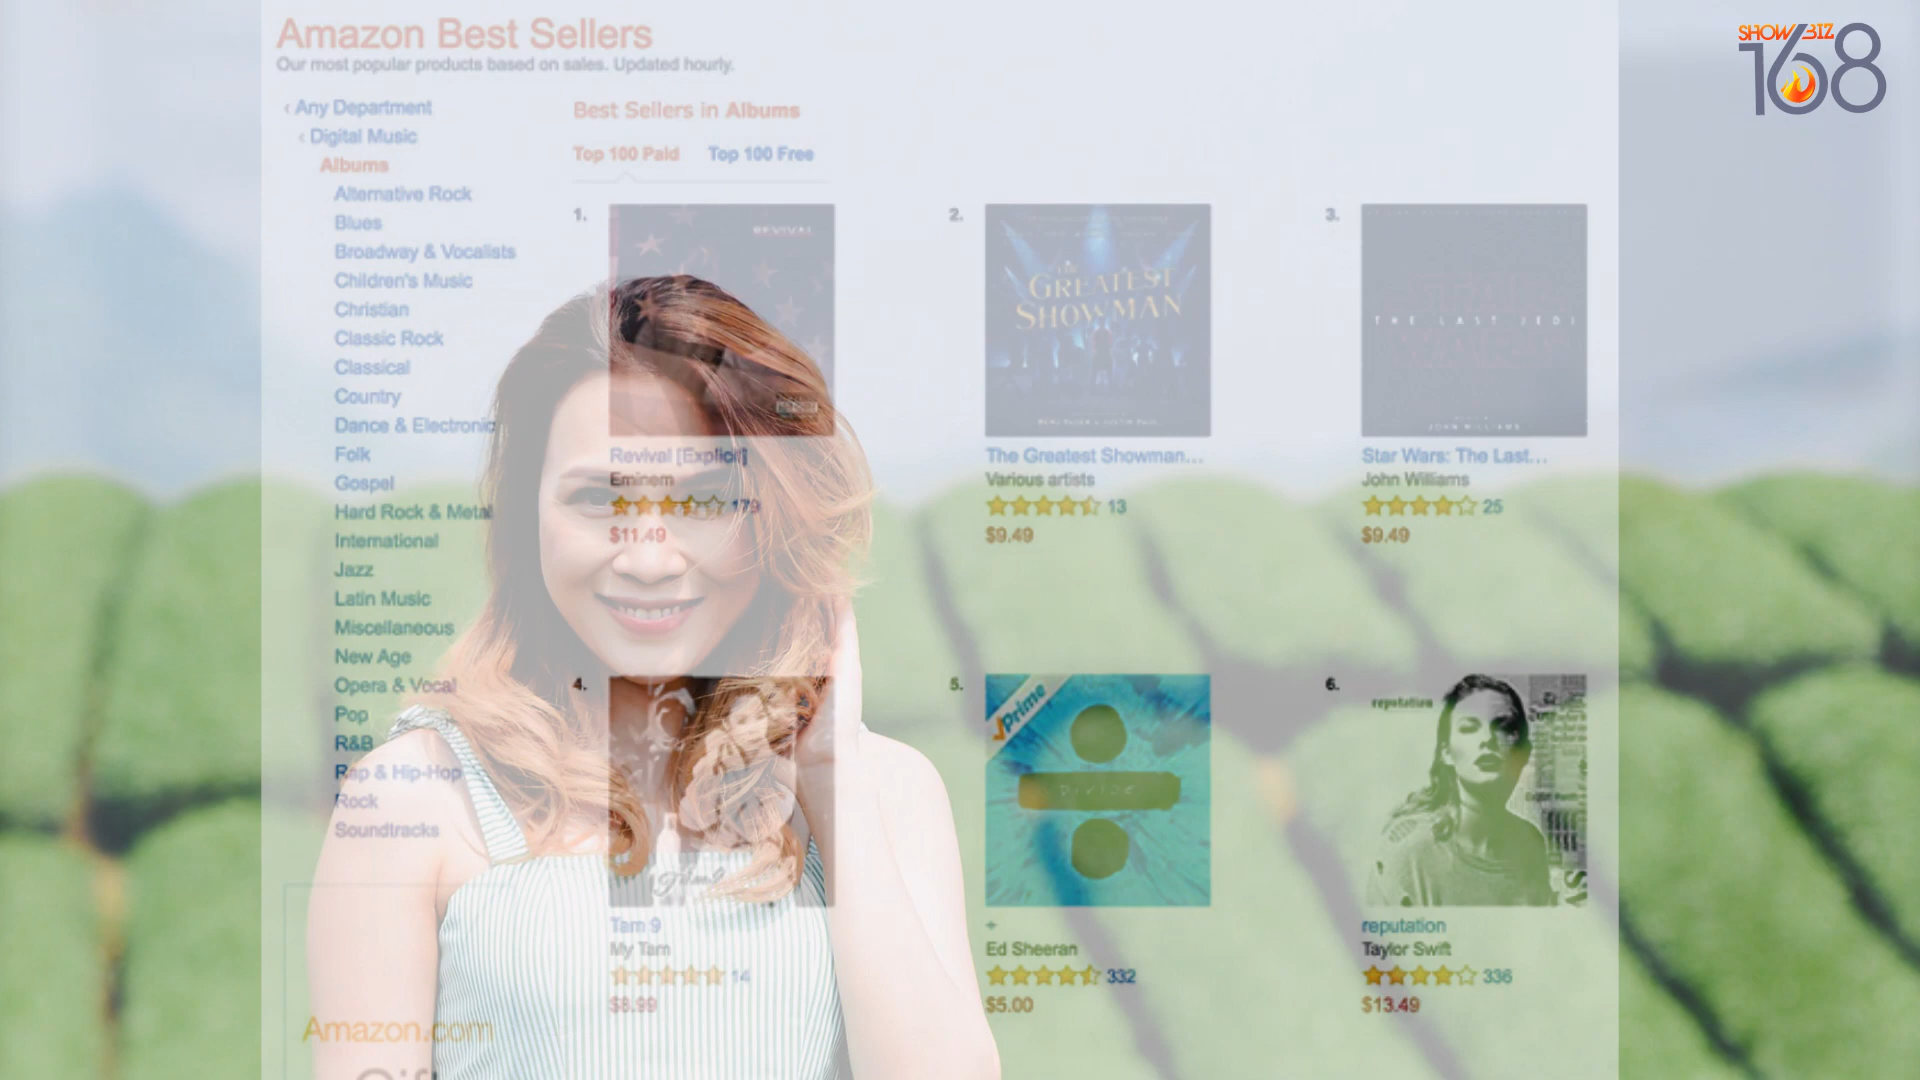 SHOWBIZ
168
Amazon Best Sellers
Our most popular products based on sales. Updated hourly.
‹ Any Department
‹ Digital Music
Albums
Alternative Rock
Blues
Broadway & Vocalists
Children's Music
Christian
Classic Rock
Classical
Country
Dance & Electronic
Folk
Gospel
Hard Rock & Metal
International
Jazz
Latin Music
Miscellaneous
New Age
Opera & Vocal
Pop
R&B
Rap & Hip-Hop
Rock
Soundtracks
Amazon.com
Best Sellers in Albums
Top 100 Paid Top 100 Free
1.
REVIVAL
Revival [Explicit]
Eminem
179
$11.49
2.
THE
GREATEST
SHOWMAN
The Greatest Showman...
Various artists
13
$9.49
3.
THE LAST JEDI
JOHN WILLIAMS
Star Wars: The Last...
John Williams
25
$9.49
4.
Tam 9
My Tam
14
$8.99
5.
Prime
DIVIDE
÷
Ed Sheeran
332
$5.00
6.
reputation
reputation
Taylor Swift
336
$13.49